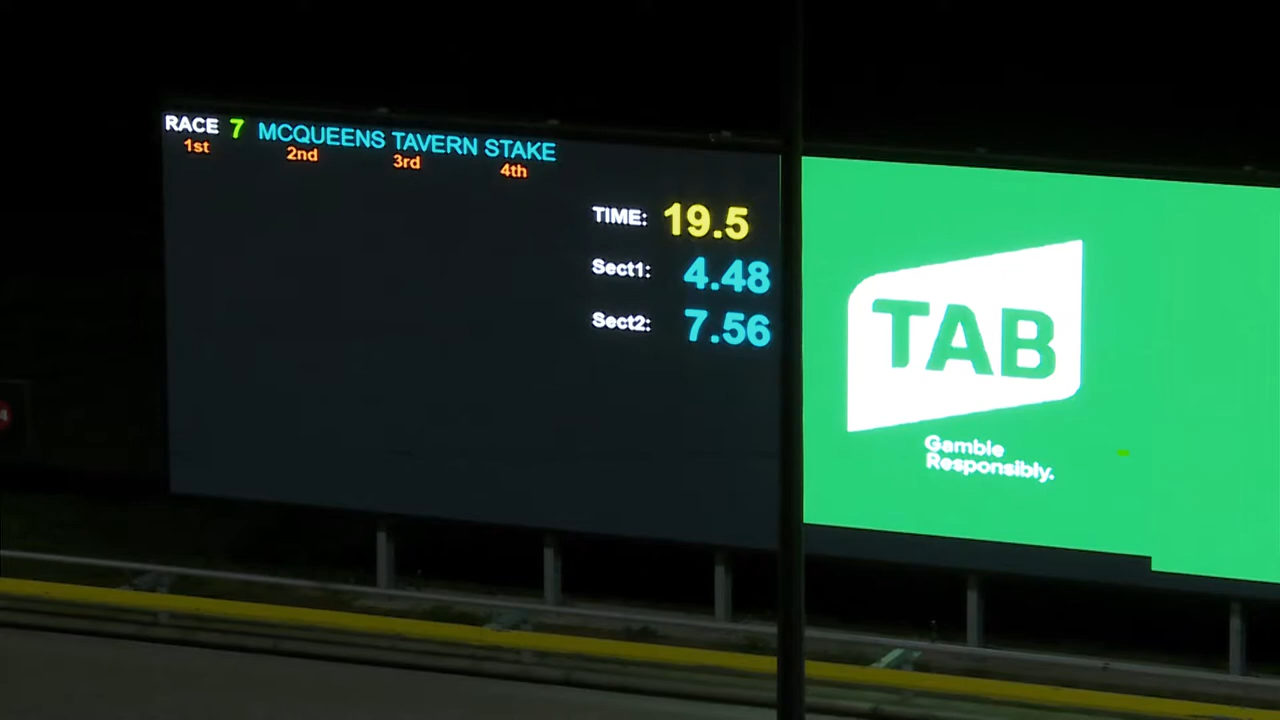 RACE 7 MCQUEENS TAVERN STAKE
1st 2nd 3rd 4th
TIME: 19.5
Sect1: 4.48
Sect2: 7.56
TAB
Gamble
Responsibly.
4